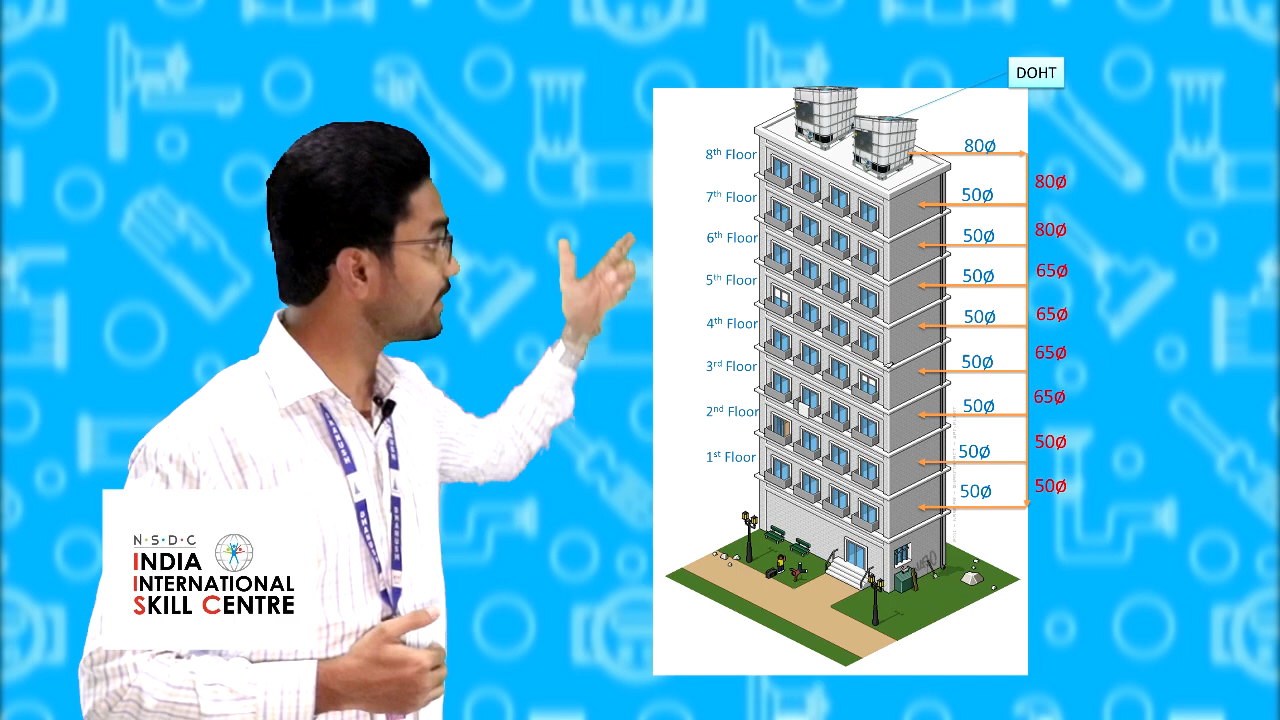 DOHT
80Ø
8th Floor
80Ø
7th Floor
50Ø
80Ø
6th Floor
50Ø
65Ø
5th Floor
50Ø
65Ø
4th Floor
50Ø
65Ø
3rd Floor
50Ø
65Ø
2nd Floor
50Ø
50Ø
1st Floor
50Ø
50Ø
50Ø
DHANUSH
DHANUSH
N·S·D·C
INDIA
INTERNATIONAL
SKILL CENTRE